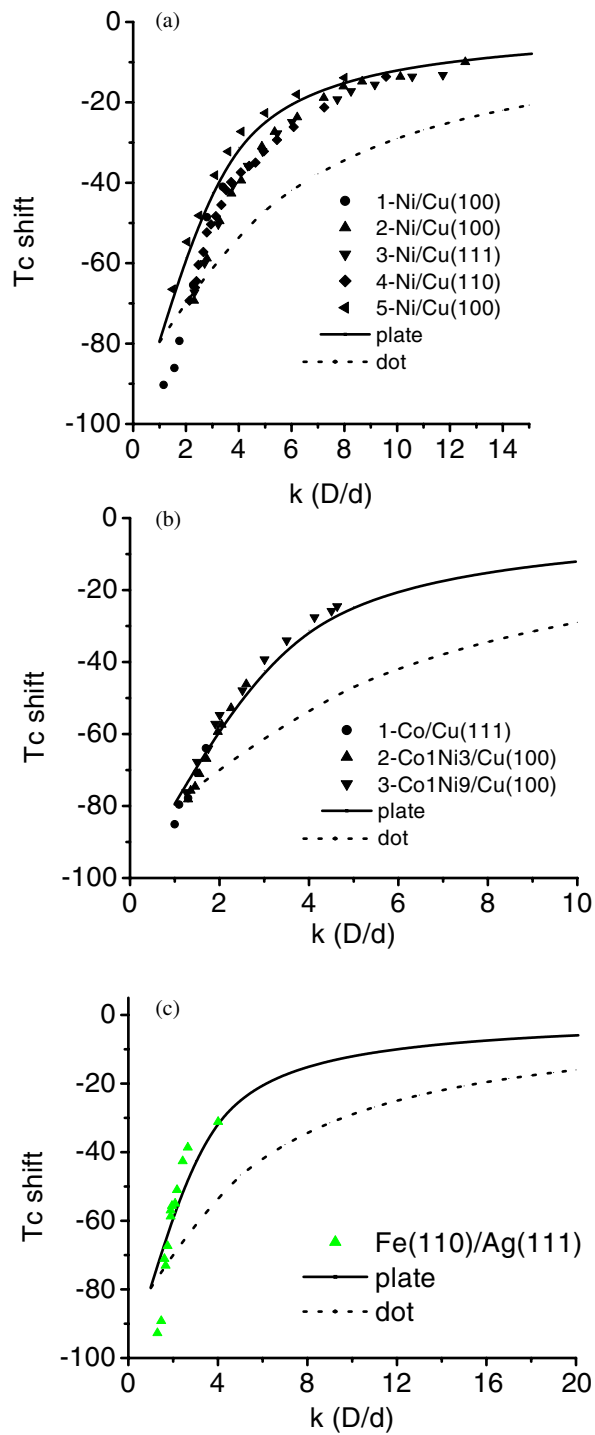 (a)
0
-20
-40
-60
-80
-100
Tc shift
1-Ni/Cu(100)
2-Ni/Cu(100)
3-Ni/Cu(111)
4-Ni/Cu(110)
5-Ni/Cu(100)
plate
dot
0 2 4 6 8 10 12 14
k (D/d)
(b)
0
-20
-40
-60
-80
-100
Tc shift
1-Co/Cu(111)
2-Co1Ni3/Cu(100)
3-Co1Ni9/Cu(100)
plate
dot
0 2 4 6 8 10
k (D/d)
(c)
0
-20
-40
-60
-80
-100
Tc shift
Fe(110)/Ag(111)
plate
dot
0 4 8 12 16 20
k (D/d)